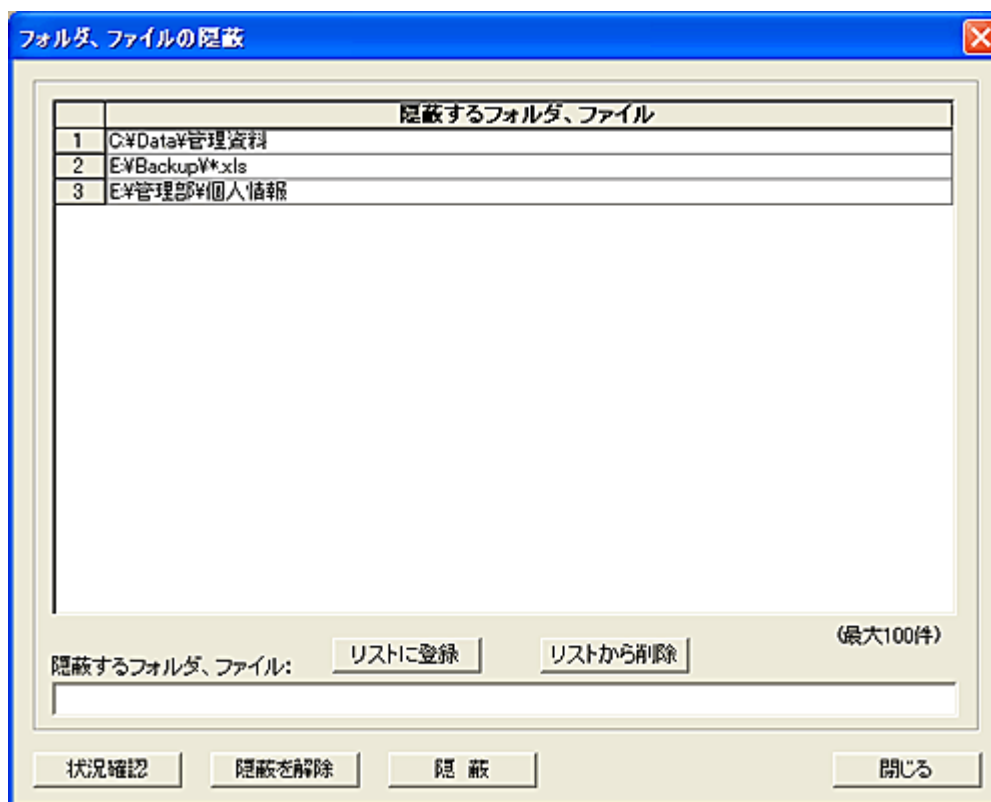 フォルダ、ファイルの隠蔽
隠蔽するフォルダ、ファイル
1 C:¥Data¥管理資料
2 E:¥Backup¥*.xls
3 E:¥管理部¥個人情報
(最大100件)
隠蔽するフォルダ、ファイル: リストに登録 リストから削除
状況確認 隠蔽を解除 隠 蔽 閉じる